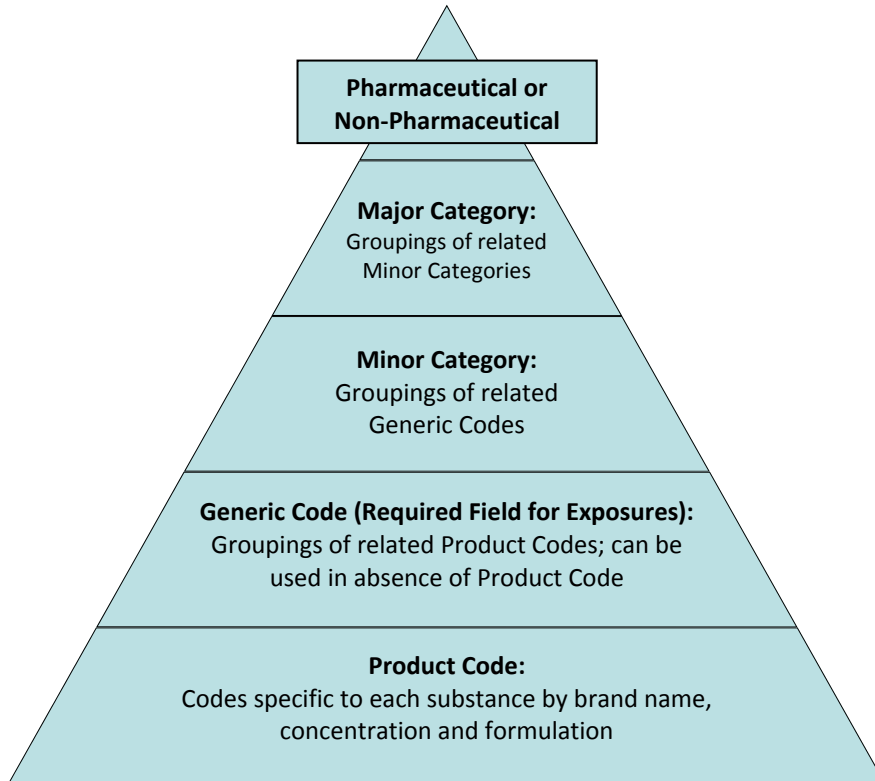 Pharmaceutical or
Non-Pharmaceutical
Major Category:
Groupings of related
Minor Categories
Minor Category:
Groupings of related
Generic Codes
Generic Code (Required Field for Exposures):
Groupings of related Product Codes; can be
used in absence of Product Code
Product Code:
Codes specific to each substance by brand name,
concentration and formulation